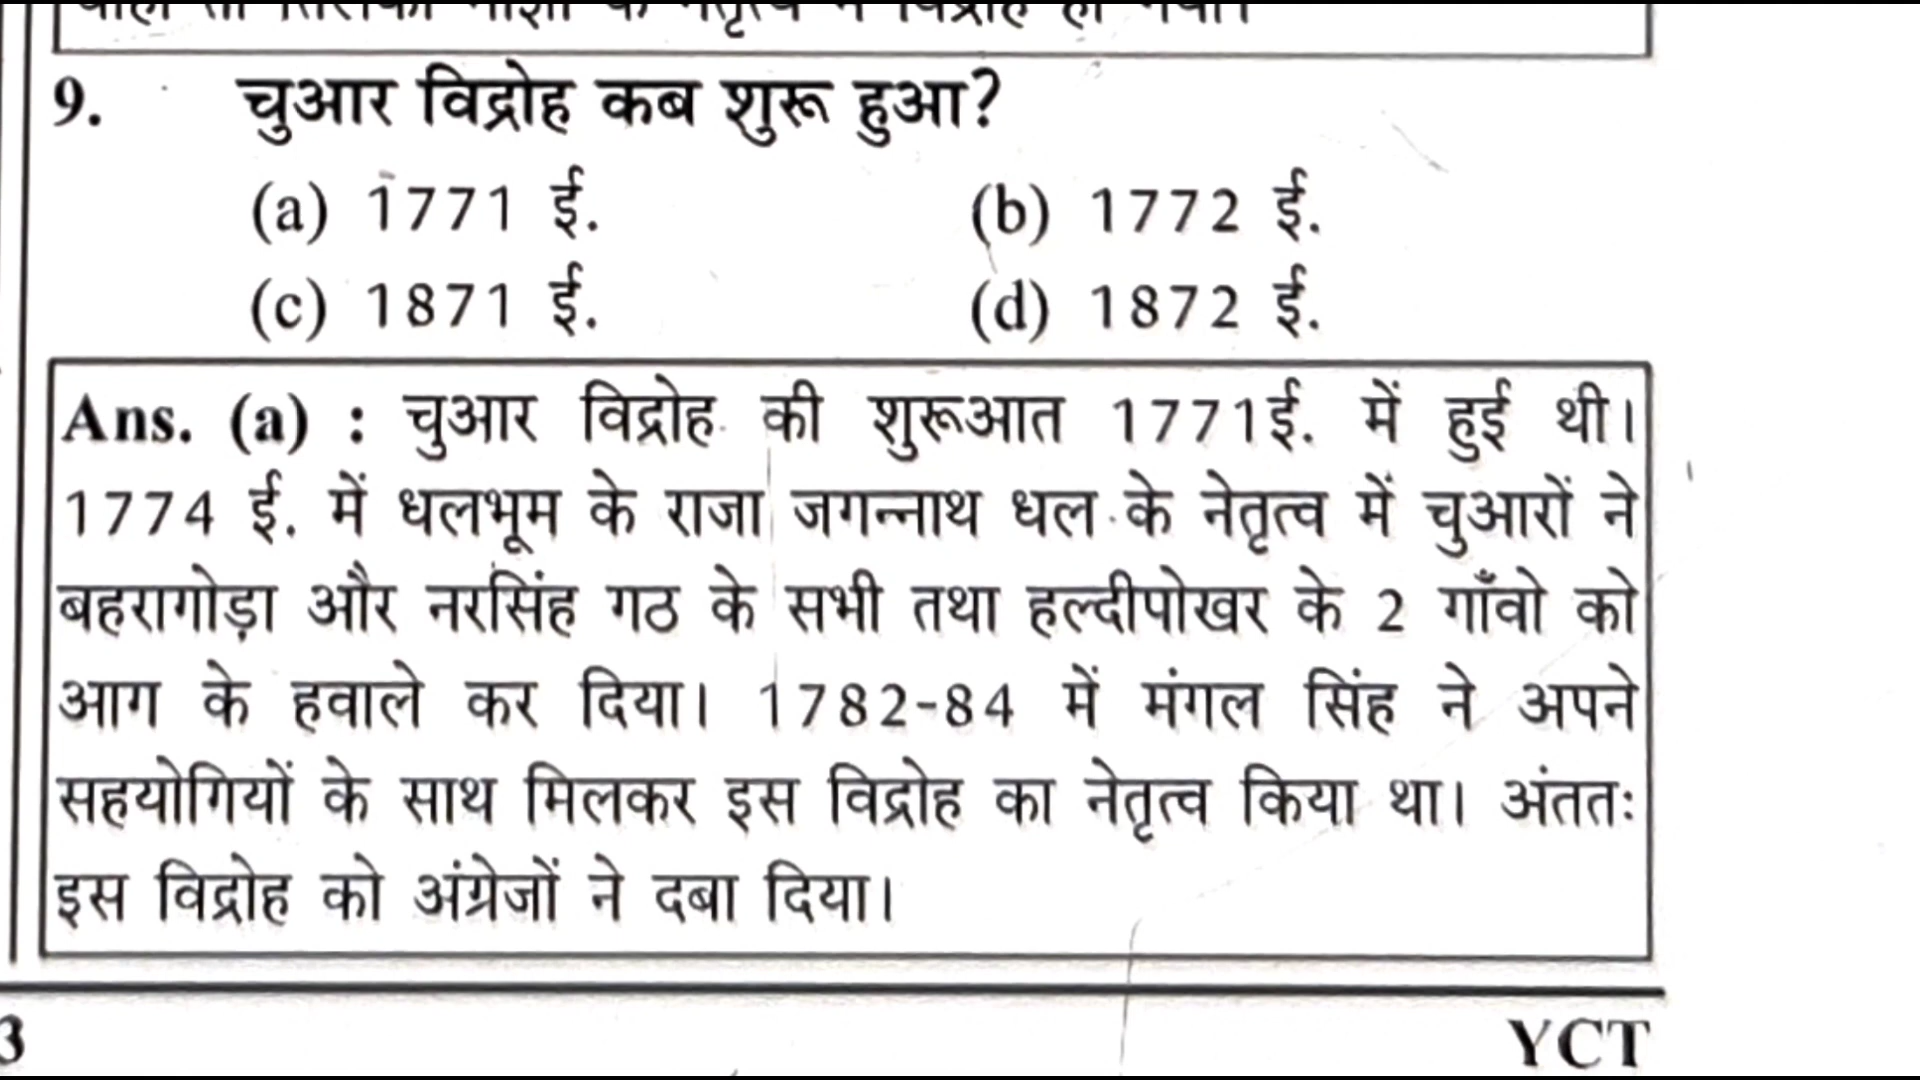 9. चुआर विद्रोह कब शुरू हुआ?
(a) 1771 ई. (b) 1772 ई.
(c) 1871 ई. (d) 1872 ई.
Ans. (a) : चुआर विद्रोह की शुरूआत 1771ई. में हुई थी।
1774 ई. में धलभूम के राजा जगन्नाथ धल के नेतृत्व में चुआरों ने
बहरागोड़ा और नरसिंह गठ के सभी तथा हल्दीपोखर के 2 गाँवो को
आग के हवाले कर दिया। 1782-84 में मंगल सिंह ने अपने
सहयोगियों के साथ मिलकर इस विद्रोह का नेतृत्व किया था। अंततः
इस विद्रोह को अंग्रेजों ने दबा दिया।
3 YCT